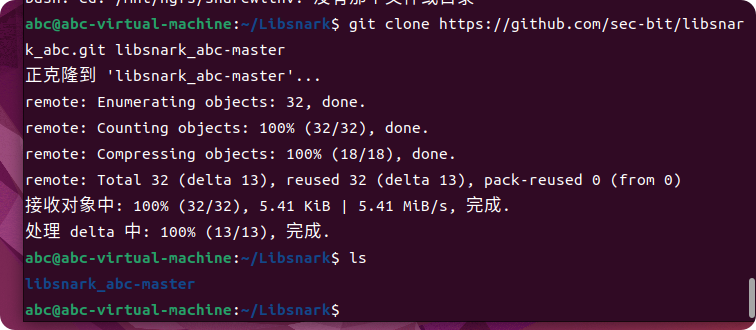 abc@abc-virtual-machine:~/Libsnark$ git clone https://github.com/sec-bit/libsnar
k_abc.git libsnark_abc-master
正克隆到 'libsnark_abc-master'...
remote: Enumerating objects: 32, done.
remote: Counting objects: 100% (32/32), done.
remote: Compressing objects: 100% (18/18), done.
remote: Total 32 (delta 13), reused 32 (delta 13), pack-reused 0 (from 0)
接收对象中: 100% (32/32), 5.41 KiB | 5.41 MiB/s, 完成.
处理 delta 中: 100% (13/13), 完成.
abc@abc-virtual-machine:~/Libsnark$ ls
libsnark_abc-master
abc@abc-virtual-machine:~/Libsnark$